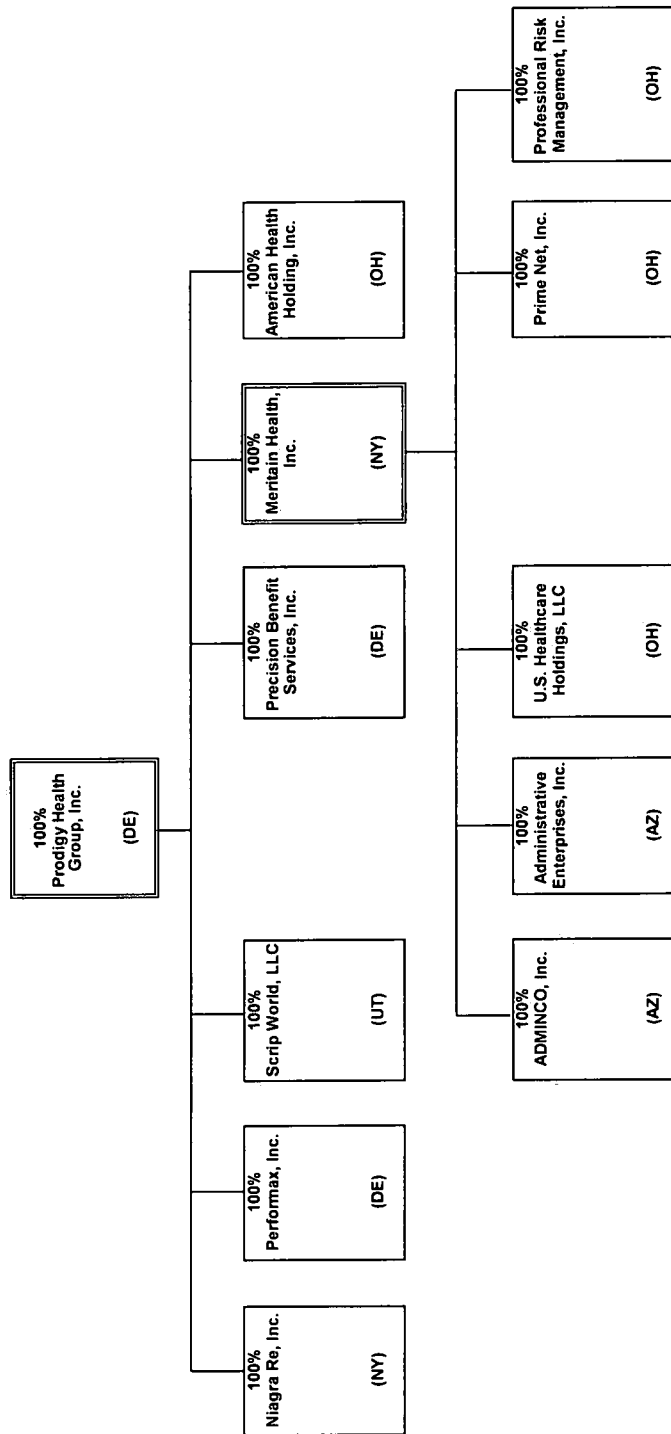 100%
Prodigy Health
Group, Inc.
(DE)
100%
Niagra Re, Inc.
(NY)
100%
Performax, Inc.
(DE)
100%
Scrip World, LLC
(UT)
100%
Precision Benefit
Services, Inc.
(DE)
100%
Meritain Health,
Inc.
(NY)
100%
American Health
Holding, Inc.
(OH)
100%
ADMINCO, Inc.
(AZ)
100%
Administrative
Enterprises, Inc.
(AZ)
100%
U.S. Healthcare
Holdings, LLC
(OH)
100%
Prime Net, Inc.
(OH)
100%
Professional Risk
Management, Inc.
(OH)